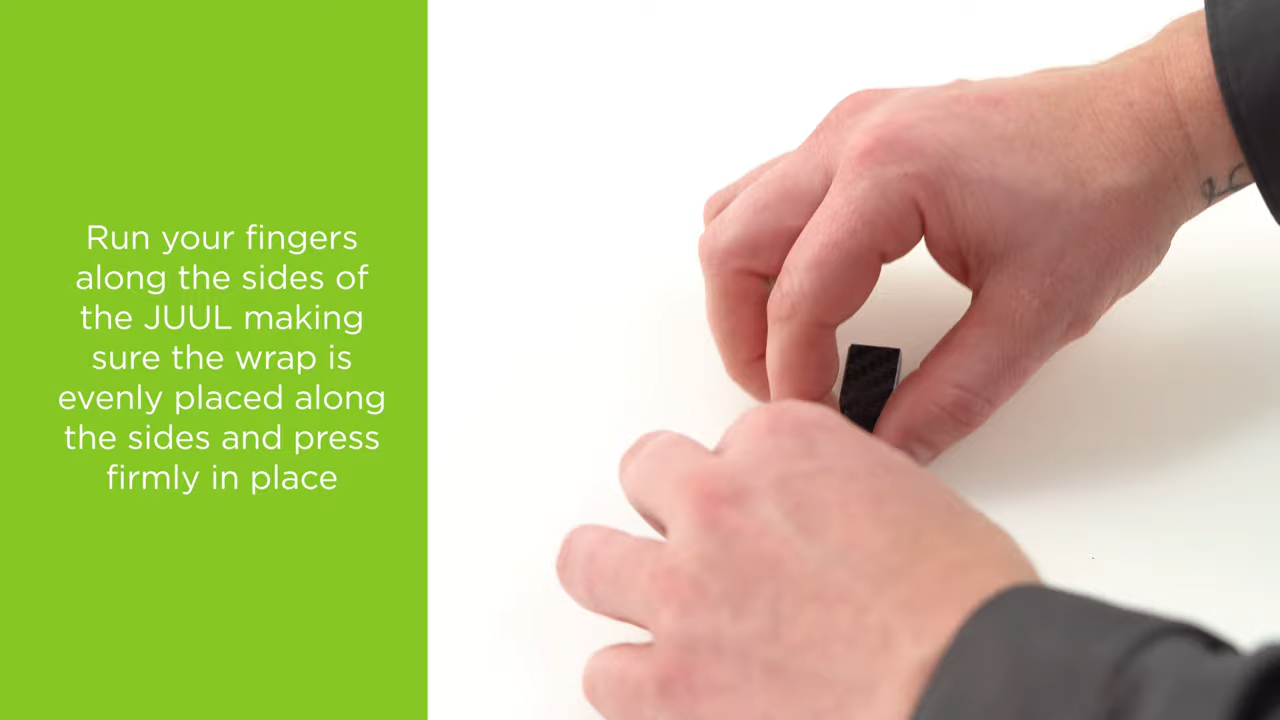 Run your fingers
along the sides of
the JUUL making
sure the wrap is
evenly placed along
the sides and press
firmly in place